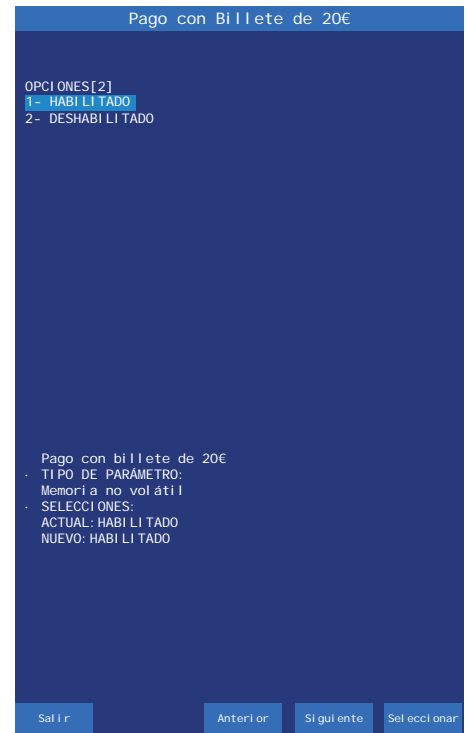 Pago con Billete de 20€
OPCIONES[2]
1- HABILITADO
2- DESHABILITADO
Pago con billete de 20€
· TIPO DE PARÁMETRO:
Memoria no volátil
· SELECCIONES:
ACTUAL:HABILITADO
NUEVO:HABILITADO
Salir Anterior Siguiente Seleccionar